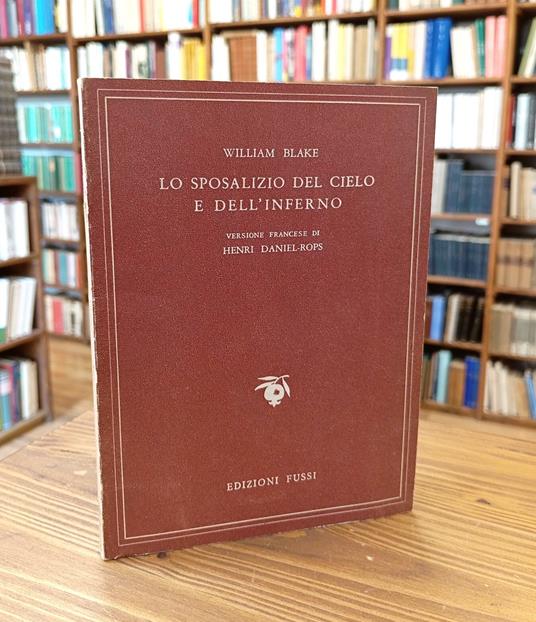 WILLIAM BLAKE
LO SPOSALIZIO DEL CIELO
E DELL'INFERNO
VERSIONE FRANCESE DI
HENRI DANIEL-ROPS
EDIZIONI FUSSI